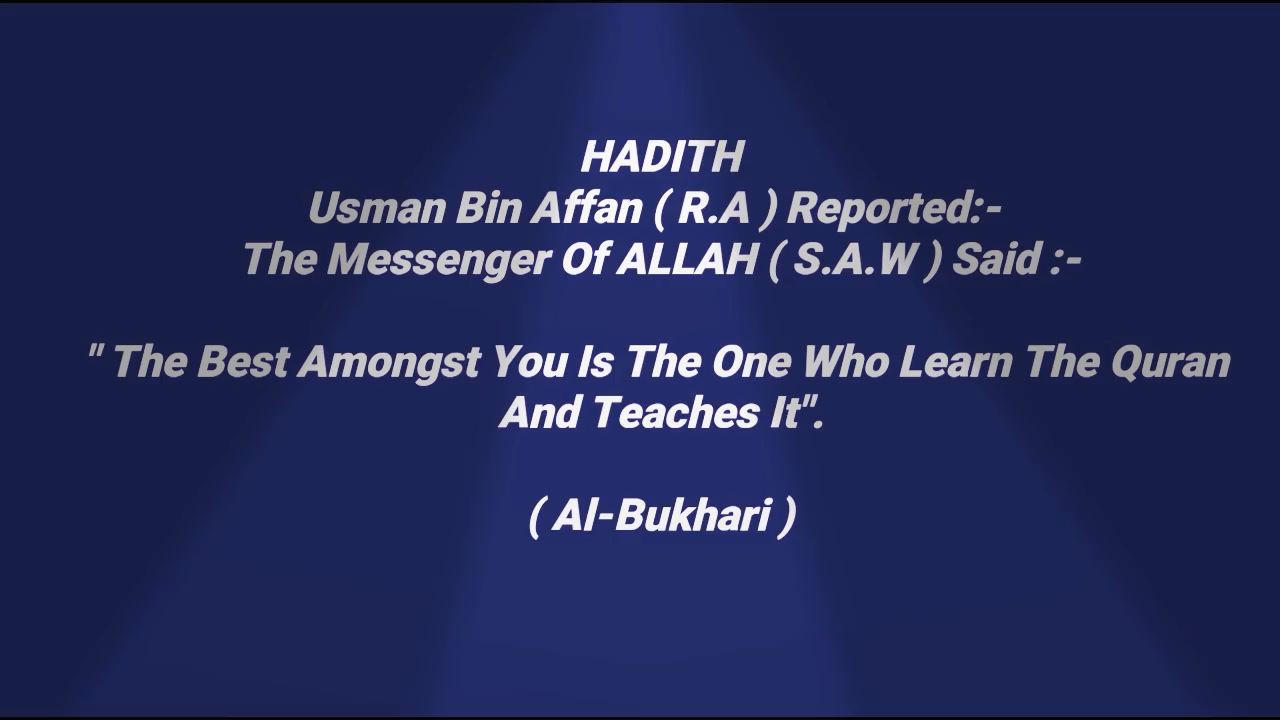 HADITH
Usman Bin Affan ( R.A ) Reported:-
The Messenger Of ALLAH ( S.A.W ) Said :-
" The Best Amongst You Is The One Who Learn The Quran
And Teaches It".
( Al-Bukhari )